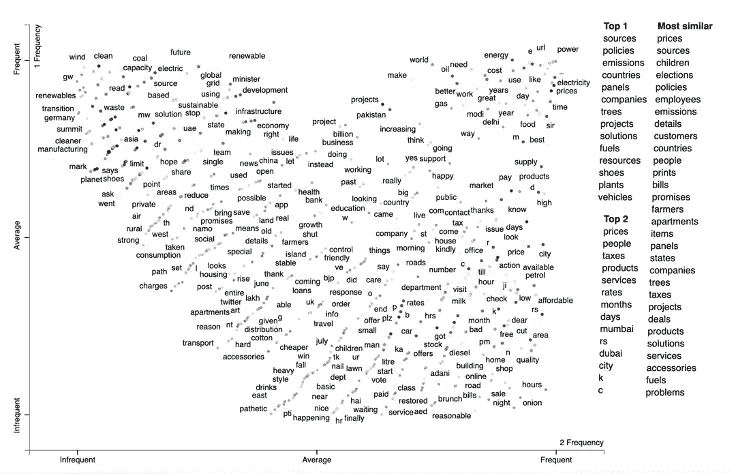 Frequent
1 Frequency
Average
Infrequent
Infrequent
Average
Frequent
2 Frequency
wind clean coal future renewable
gw capacity electric global world energy e url power
renewables read source grid minister make oil need cost use like electricity
transition waste based using development better work years day prices
germany mw solution stop sustainable infrastructure projects gas great time
summit uae state economy project pakistan modi year food sir
cleaner asia making right billion increasing delhi
manufacturing dr life business think way m best
mark limit hope team issues doing going
says single news china let instead lot yes support supply
planet shoes share used open working happy pay products
point times started past really market d
ask areas reduce possible health public high
went private app bank looking country
air nd bring save education came live com contact thanks know
rural th promises land real w
west namo means old growth st tax issue days
strong social shut company come look
taken details farmers house r
consumption special island control things morning kindly office price city
path set l looks stable friendly roads number c action available
housing ve say till petrol
charges post rise june coming bjp did care department hour ji
entire thank loans response o visit
twitter lakh able uk order rates milk check low affordable
apartments art info end p k rs
reason nt given g offer plz b hrs month dear
distribution travel small bad free cut area
transport cotton july car got pm
hard cheaper children man ka stock
accessories win tk ur offers diesel n
fall nail lawn litre building home quality
heavy dept start adani shop
style vote online
drinks basic class road hours
east near hai paid brunch bills sale
pathetic nice waiting restored night onion
pti happening hr finally service aed reasonable
Top 1
sources
policies
emissions
countries
panels
companies
trees
projects
solutions
fuels
resources
shoes
plants
vehicles
Top 2
prices
people
taxes
products
services
rates
months
days
mumbai
rs
dubai
city
k
c
Most similar
prices
sources
children
elections
policies
employees
emissions
details
customers
countries
people
prints
bills
promises
farmers
apartments
items
panels
states
companies
trees
taxes
projects
deals
products
solutions
services
accessories
fuels
problems